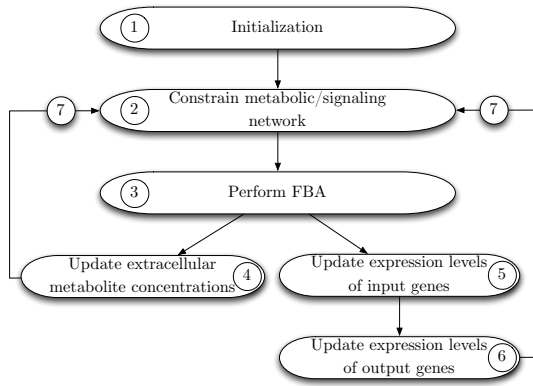 1 Initialization
7
2 Constrain metabolic/signaling
network
7
3 Perform FBA
Update extracellular
metabolite concentrations 4
Update expression levels
of input genes 5
Update expression levels
of output genes 6